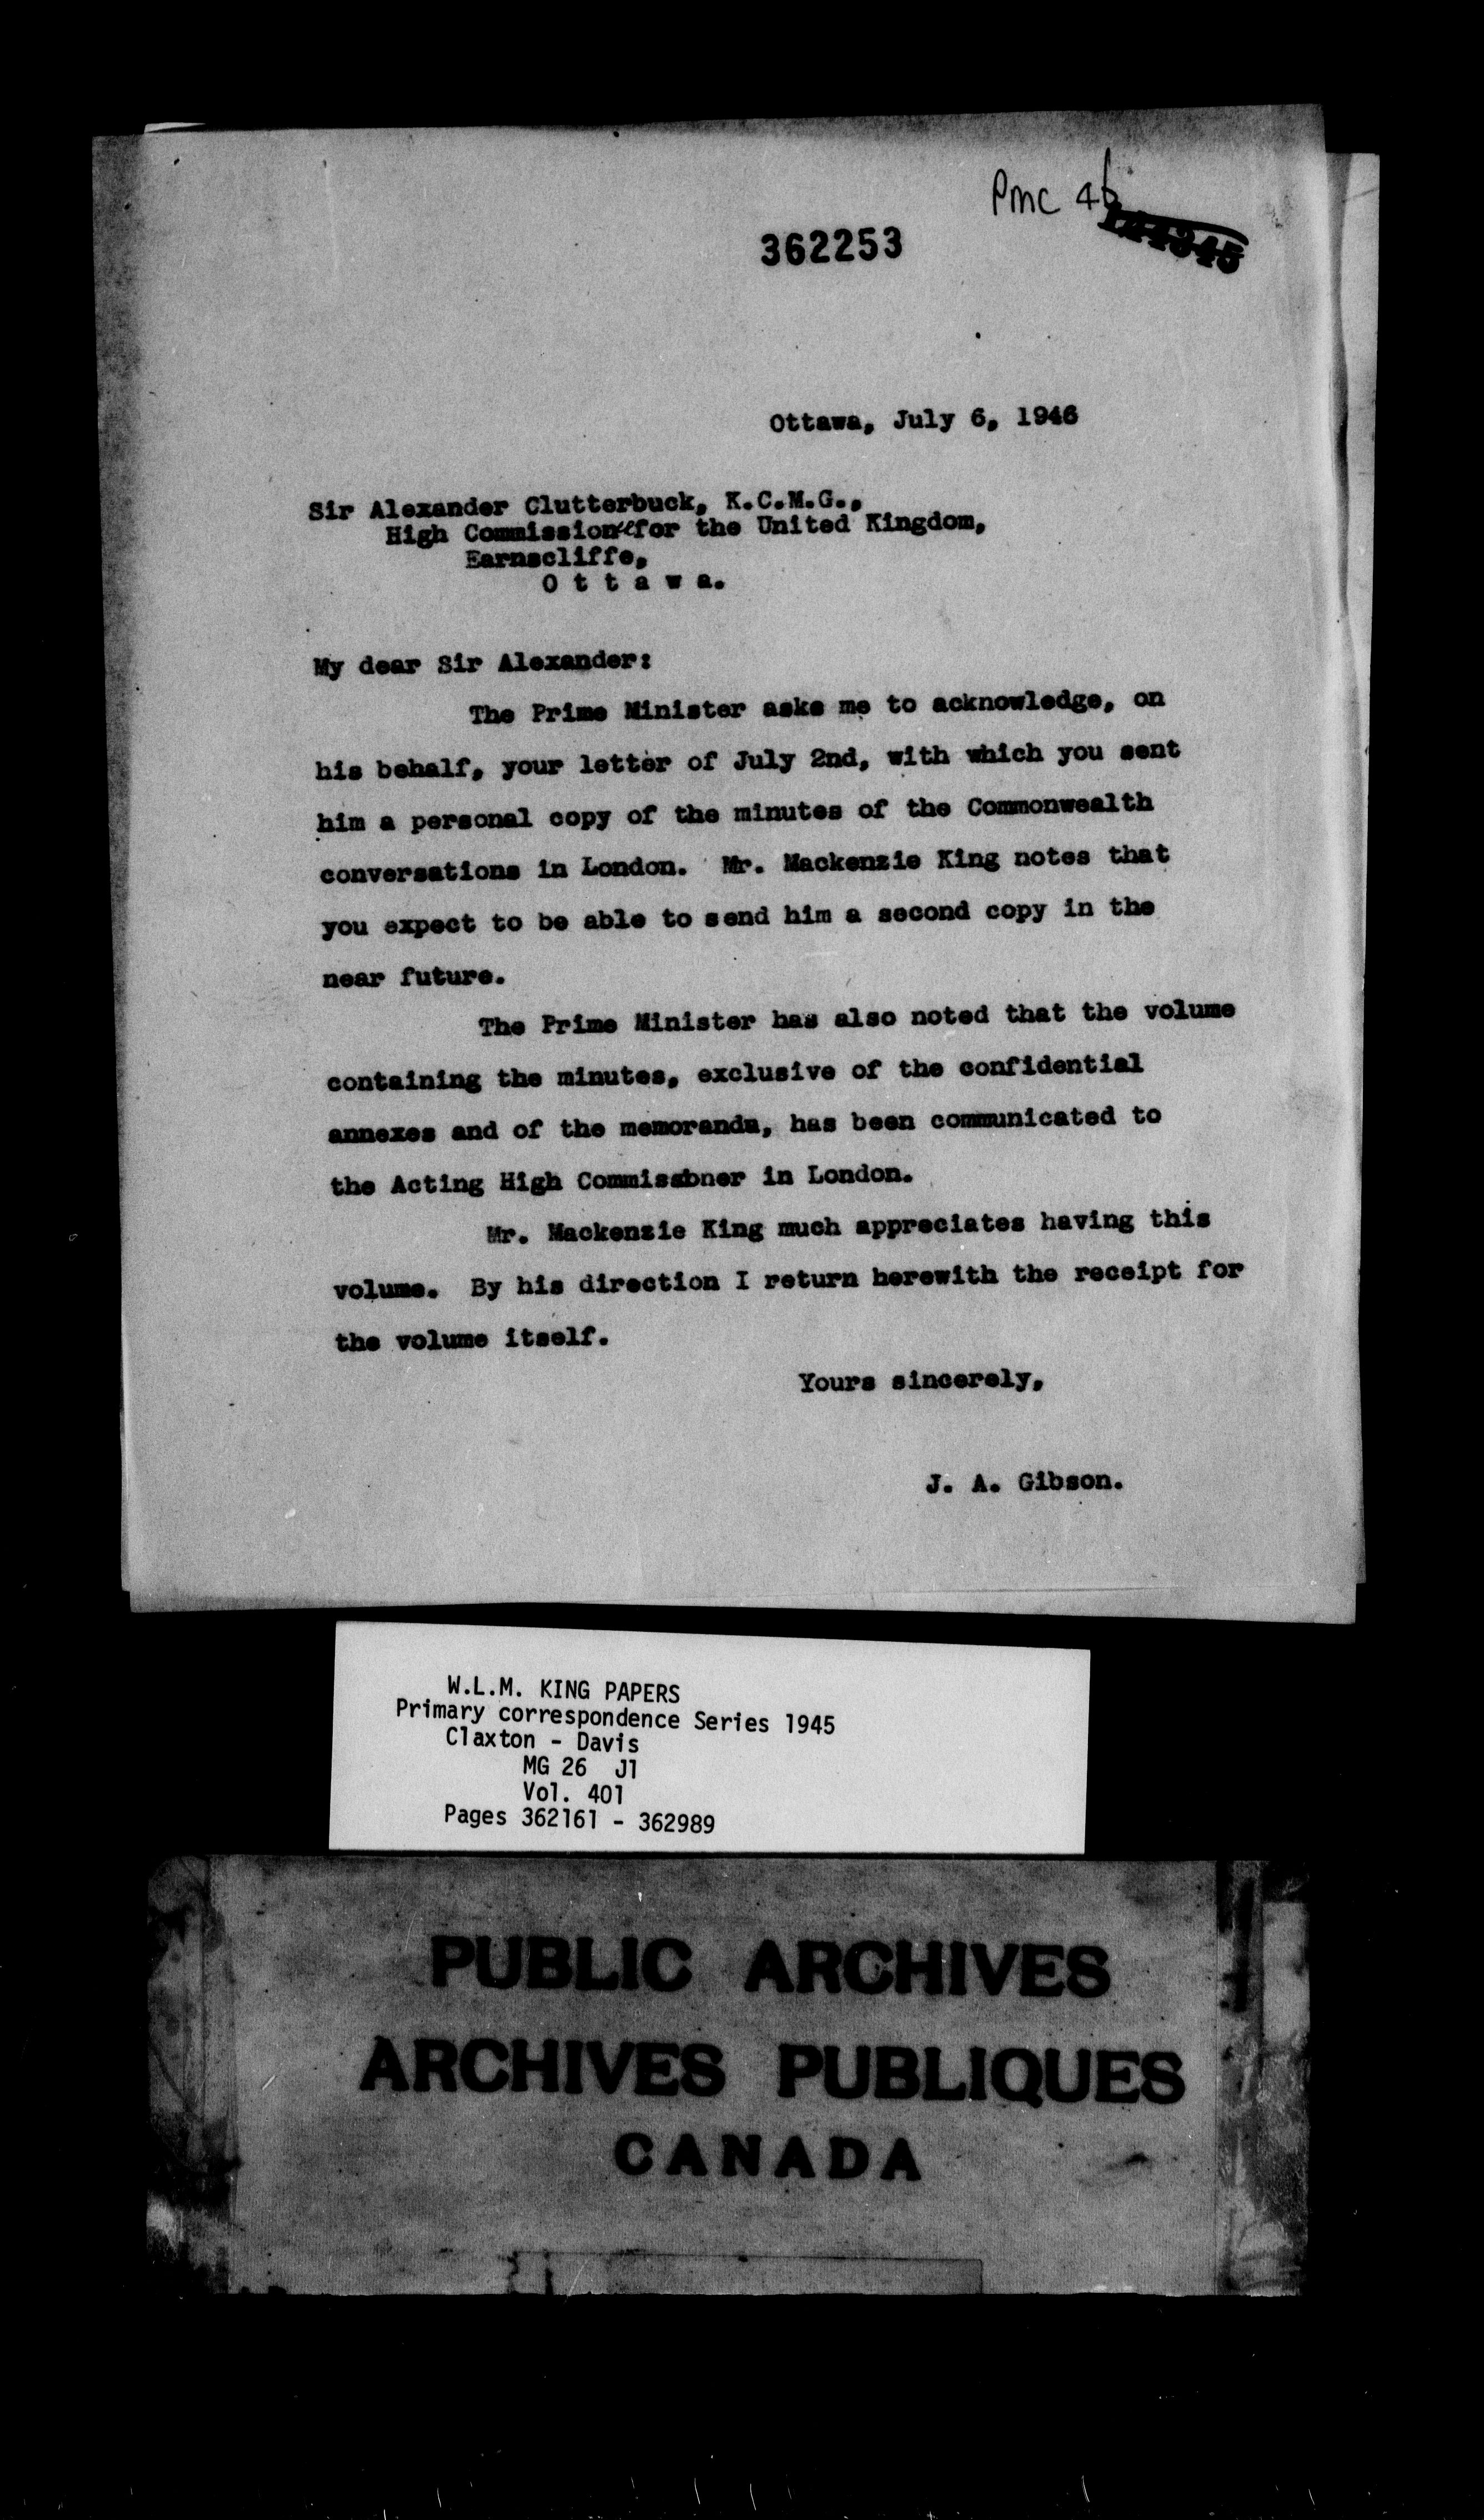 PMC 46
362253
Ottawa, July 6, 1946
Sir Alexander Clutterbuck, K.C.M.G.,
High Commissioner for the United Kingdom,
Earnscliffe,
O t t a w a.
My dear Sir Alexander:
The Prime Minister asks me to acknowledge, on
his behalf, your letter of July 2nd, with which you sent
him a personal copy of the minutes of the Commonwealth
conversations in London. Mr. Mackenzie King notes that
you expect to be able to send him a second copy in the
near future.
The Prime Minister has also noted that the volume
containing the minutes, exclusive of the confidential
annexes and of the memoranda, has been communicated to
the Acting High Commissioner in London.
Mr. Mackenzie King much appreciates having this
volume. By his direction I return herewith the receipt for
the volume itself.
Yours sincerely,
J. A. Gibson.
W.L.M. KING PAPERS
Primary correspondence Series 1945
Claxton - Davis
MG 26 J1
Vol. 401
Pages 362161 - 362989
PUBLIC ARCHIVES
ARCHIVES PUBLIQUES
CANADA